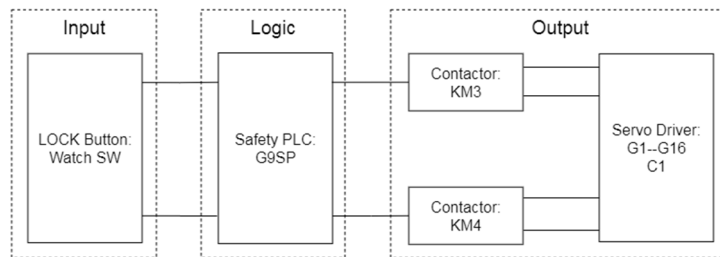 Input
Logic
Output
LOCK Button:
Watch SW
Safety PLC:
G9SP
Contactor:
KM3
Contactor:
KM4
Servo Driver:
G1--G16
C1